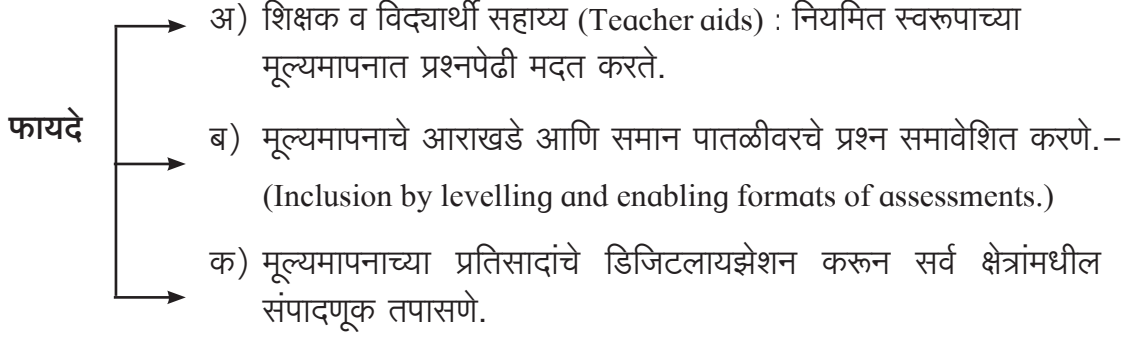 अ) शिक्षक व विद्यार्थी सहाय्य (Teacher aids) : नियमित स्वरूपाच्या
मूल्यमापनात प्रश्नपेढी मदत करते.
फायदे
ब) मूल्यमापनाचे आराखडे आणि समान पातळीवरचे प्रश्न समावेशित करणे.–
(Inclusion by levelling and enabling formats of assessments.)
क) मूल्यमापनाच्या प्रतिसादांचे डिजिटलायझेशन करून सर्व क्षेत्रांमधील
संपादणूक तपासणे.